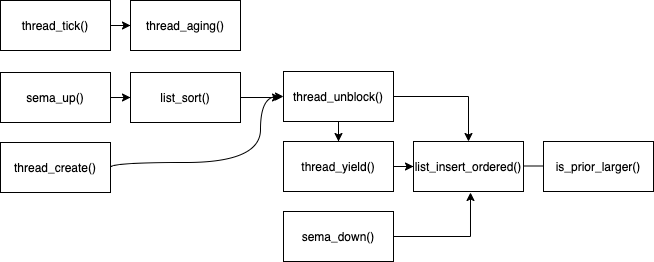 thread_tick()
thread_aging()
sema_up()
list_sort()
thread_unblock()
thread_create()
thread_yield()
list_insert_ordered()
is_prior_larger()
sema_down()